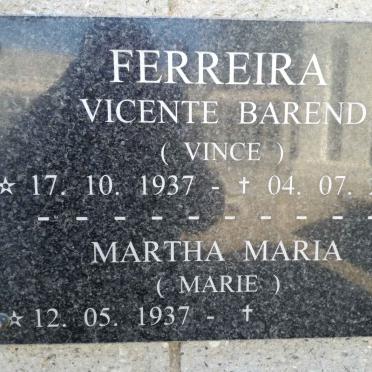 FERREIRA
VICENTE BAREND
( VINCE )
☆ 17. 10. 1937 - † 04. 07.
- - - - - - - - - - -
MARTHA MARIA
( MARIE )
☆ 12. 05. 1937 - †